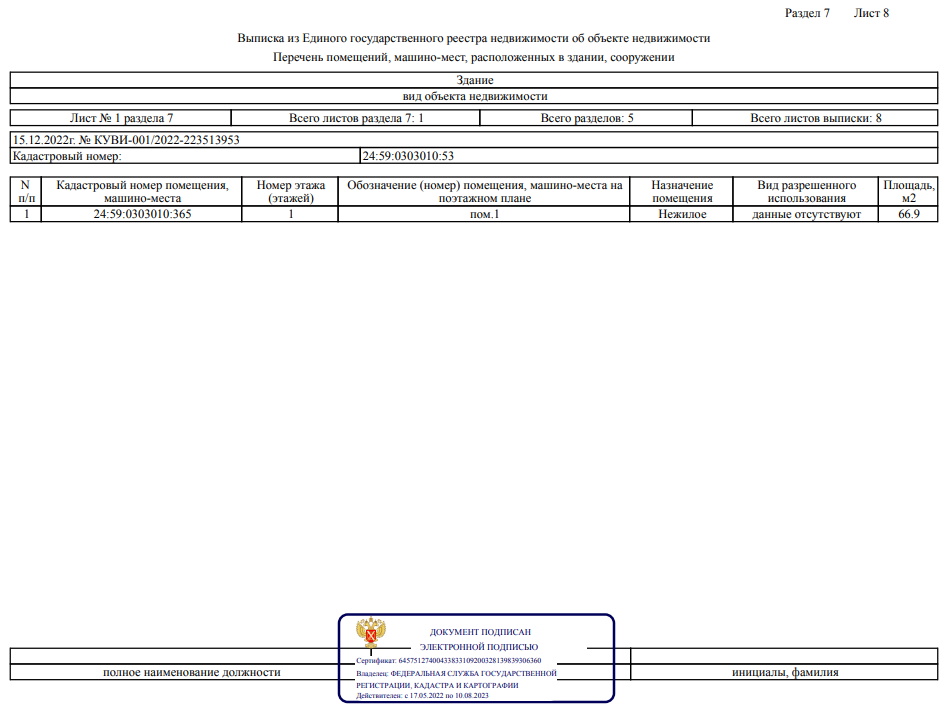 Раздел 7 Лист 8
Выписка из Единого государственного реестра недвижимости об объекте недвижимости
Перечень помещений, машино-мест, расположенных в здании, сооружении
Здание
вид объекта недвижимости
Лист № 1 раздела 7 Всего листов раздела 7: 1 Всего разделов: 5 Всего листов выписки: 8
15.12.2022г. № КУВИ-001/2022-223513953
Кадастровый номер: 24:59:0303010:53
N п/п Кадастровый номер помещения, машино-места Номер этажа (этажей) Обозначение (номер) помещения, машино-места на поэтажном плане Назначение помещения Вид разрешенного использования Площадь, м2
1 24:59:0303010:365 1 пом.1 Нежилое данные отсутствуют 66.9
ДОКУМЕНТ ПОДПИСАН
ЭЛЕКТРОННОЙ ПОДПИСЬЮ
Сертификат: 645751274004338331092003281398393063​60
Владелец: ФЕДЕРАЛЬНАЯ СЛУЖБА ГОСУДАРСТВЕННОЙ
РЕГИСТРАЦИИ, КАДАСТРА И КАРТОГРАФИИ
Действителен: с 17.05.2022 по 10.08.2023
полное наименование должности инициалы, фамилия